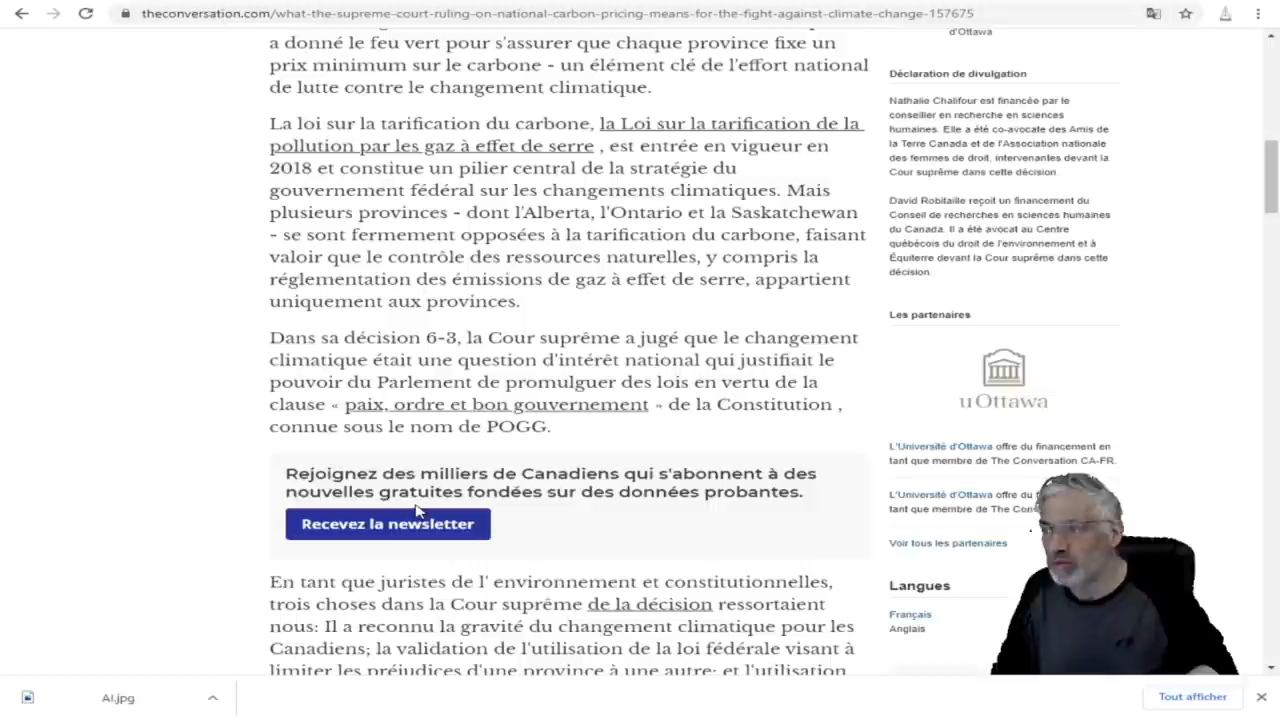 theconversation.com/what-the-supreme-court-ruling-on-national-carbon-pricing-means-for-the-fight-against-climate-change-157675
a donné le feu vert pour s'assurer que chaque province fixe un
prix minimum sur le carbone - un élément clé de l'effort national
de lutte contre le changement climatique.
La loi sur la tarification du carbone, la Loi sur la tarification de la
pollution par les gaz à effet de serre , est entrée en vigueur en
2018 et constitue un pilier central de la stratégie du
gouvernement fédéral sur les changements climatiques. Mais
plusieurs provinces - dont l'Alberta, l'Ontario et la Saskatchewan
- se sont fermement opposées à la tarification du carbone, faisant
valoir que le contrôle des ressources naturelles, y compris la
réglementation des émissions de gaz à effet de serre, appartient
uniquement aux provinces.
Dans sa décision 6-3, la Cour suprême a jugé que le changement
climatique était une question d'intérêt national qui justifiait le
pouvoir du Parlement de promulguer des lois en vertu de la
clause « paix, ordre et bon gouvernement » de la Constitution ,
connue sous le nom de POGG.
Rejoignez des milliers de Canadiens qui s'abonnent à des
nouvelles gratuites fondées sur des données probantes.
Recevez la newsletter
En tant que juristes de l' environnement et constitutionnelles,
trois choses dans la Cour suprême de la décision ressortaient
nous: Il a reconnu la gravité du changement climatique pour les
Canadiens; la validation de l'utilisation de la loi fédérale visant à
limiter les préjudices d'une province à une autre; et l'utilisation
d'Ottawa
Déclaration de divulgation
Nathalie Chalifour est financée par le
conseiller en recherche en sciences
humaines. Elle a été co-avocate des Amis de
la Terre Canada et de l'Association nationale
des femmes de droit, intervenantes devant la
Cour suprême dans cette décision
David Robitaille reçoit un financement du
Conseil de recherches en sciences humaines
du Canada. Il a été avocat au Centre
québécois du droit de l'environnement et à
Équiterre devant la Cour suprême dans cette
décision.
Les partenaires
uOttawa
L'Université d'Ottawa offre du financement en
tant que membre de The Conversation CA-FR.
L'Université d'Ottawa offre du
tant que membre de The
Voir tous les partenaires
Langues
Français
Anglais
AI.jpg
Tout afficher